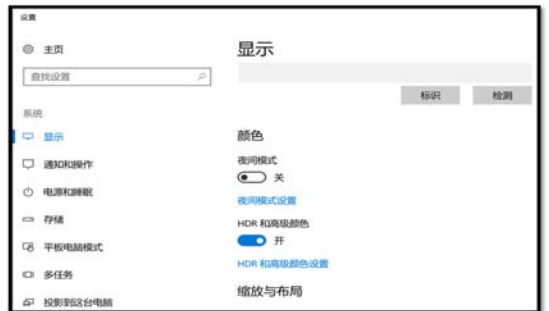 设置
主页
查找设置
系统
显示
通知和操作
电源和睡眠
存储
平板电脑模式
多任务
投影到这台电脑
显示
标识
检测
颜色
夜间模式
关
夜间模式设置
HDR 和高级颜色
开
HDR 和高级颜色设置
缩放与布局